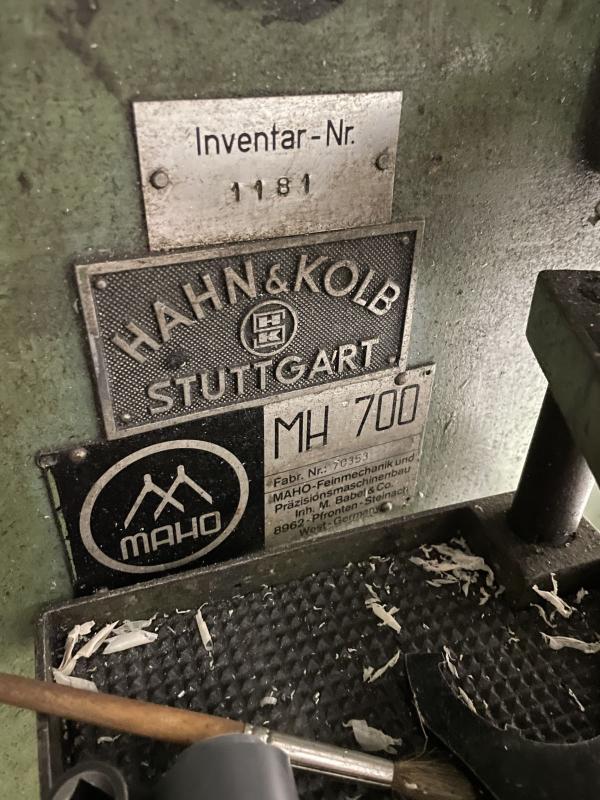 Inventar-Nr.
1181
HAHN & KOLB
HK
STUTTGART
MAHO
MH 700
Fabr. Nr.: 70353
MAHO-Feinmechanik und
Präzisionsmaschinenbau
Inh. M. Babel & Co.
8962-Pfronten-Steinach
West-Germany